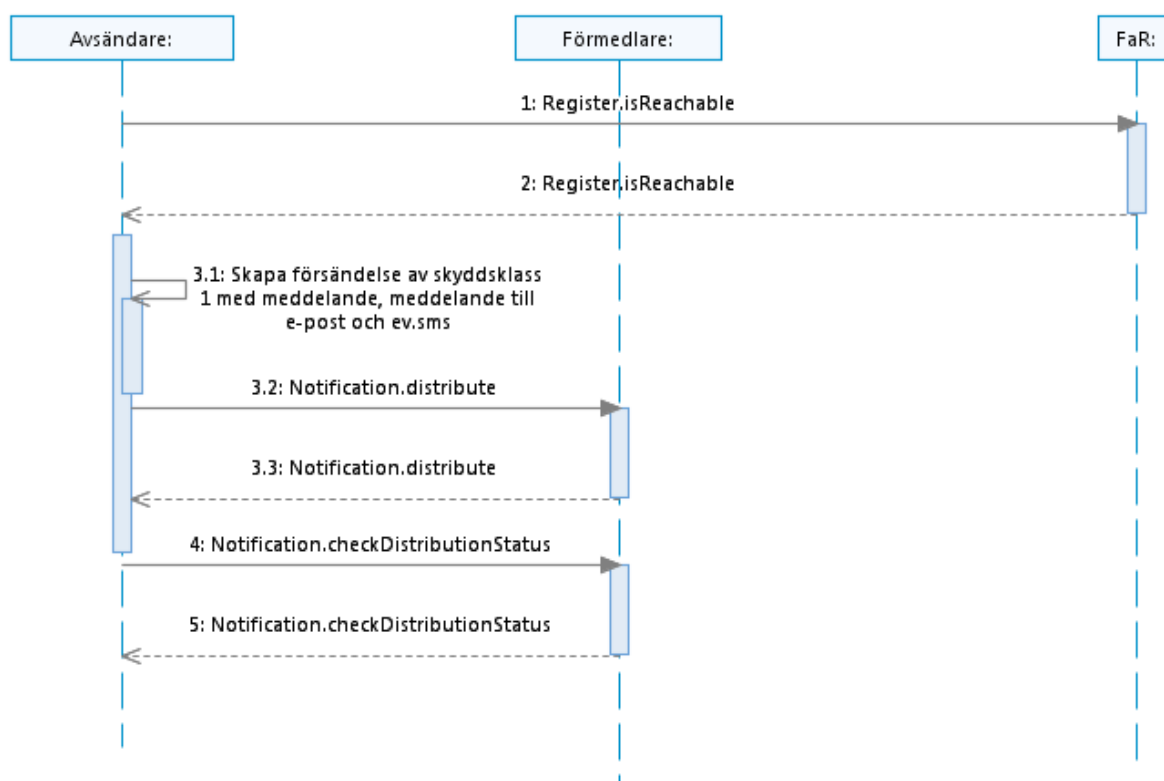 Avsändare:
Förmedlare:
FaR:
1: Register.isReachable
2: Register.isReachable
3.1: Skapa försändelse av skyddsklass
1 med meddelande, meddelande till
e-post och ev.sms
3.2: Notification.distribute
3.3: Notification.distribute
4: Notification.checkDistributionStatus
5: Notification.checkDistributionStatus